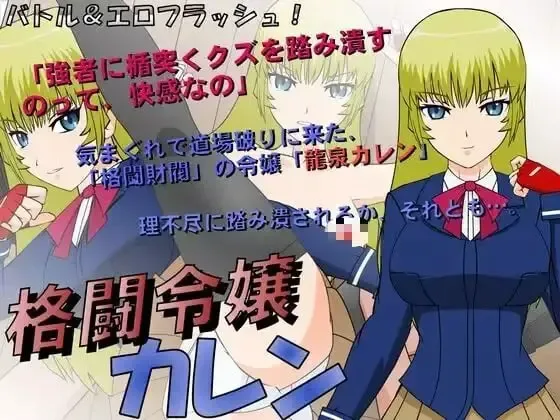 バトル＆エロフラッシュ！
「強者に楯突くクズを踏み潰す
のって、快感なの」
気まぐれで道場破りに来た、
「格闘財閥」の令嬢「龍泉カレン」
理不尽に踏み潰されるか、それとも…。
格闘令嬢
カレン